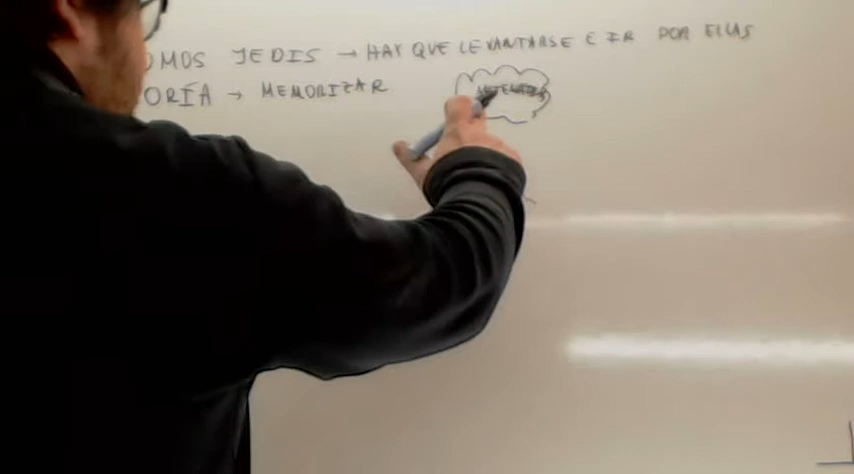 OMOS JEDIS → HAY QUE LEVANTARSE E IR POR ELLAS
ORÍA → MEMORIZAR